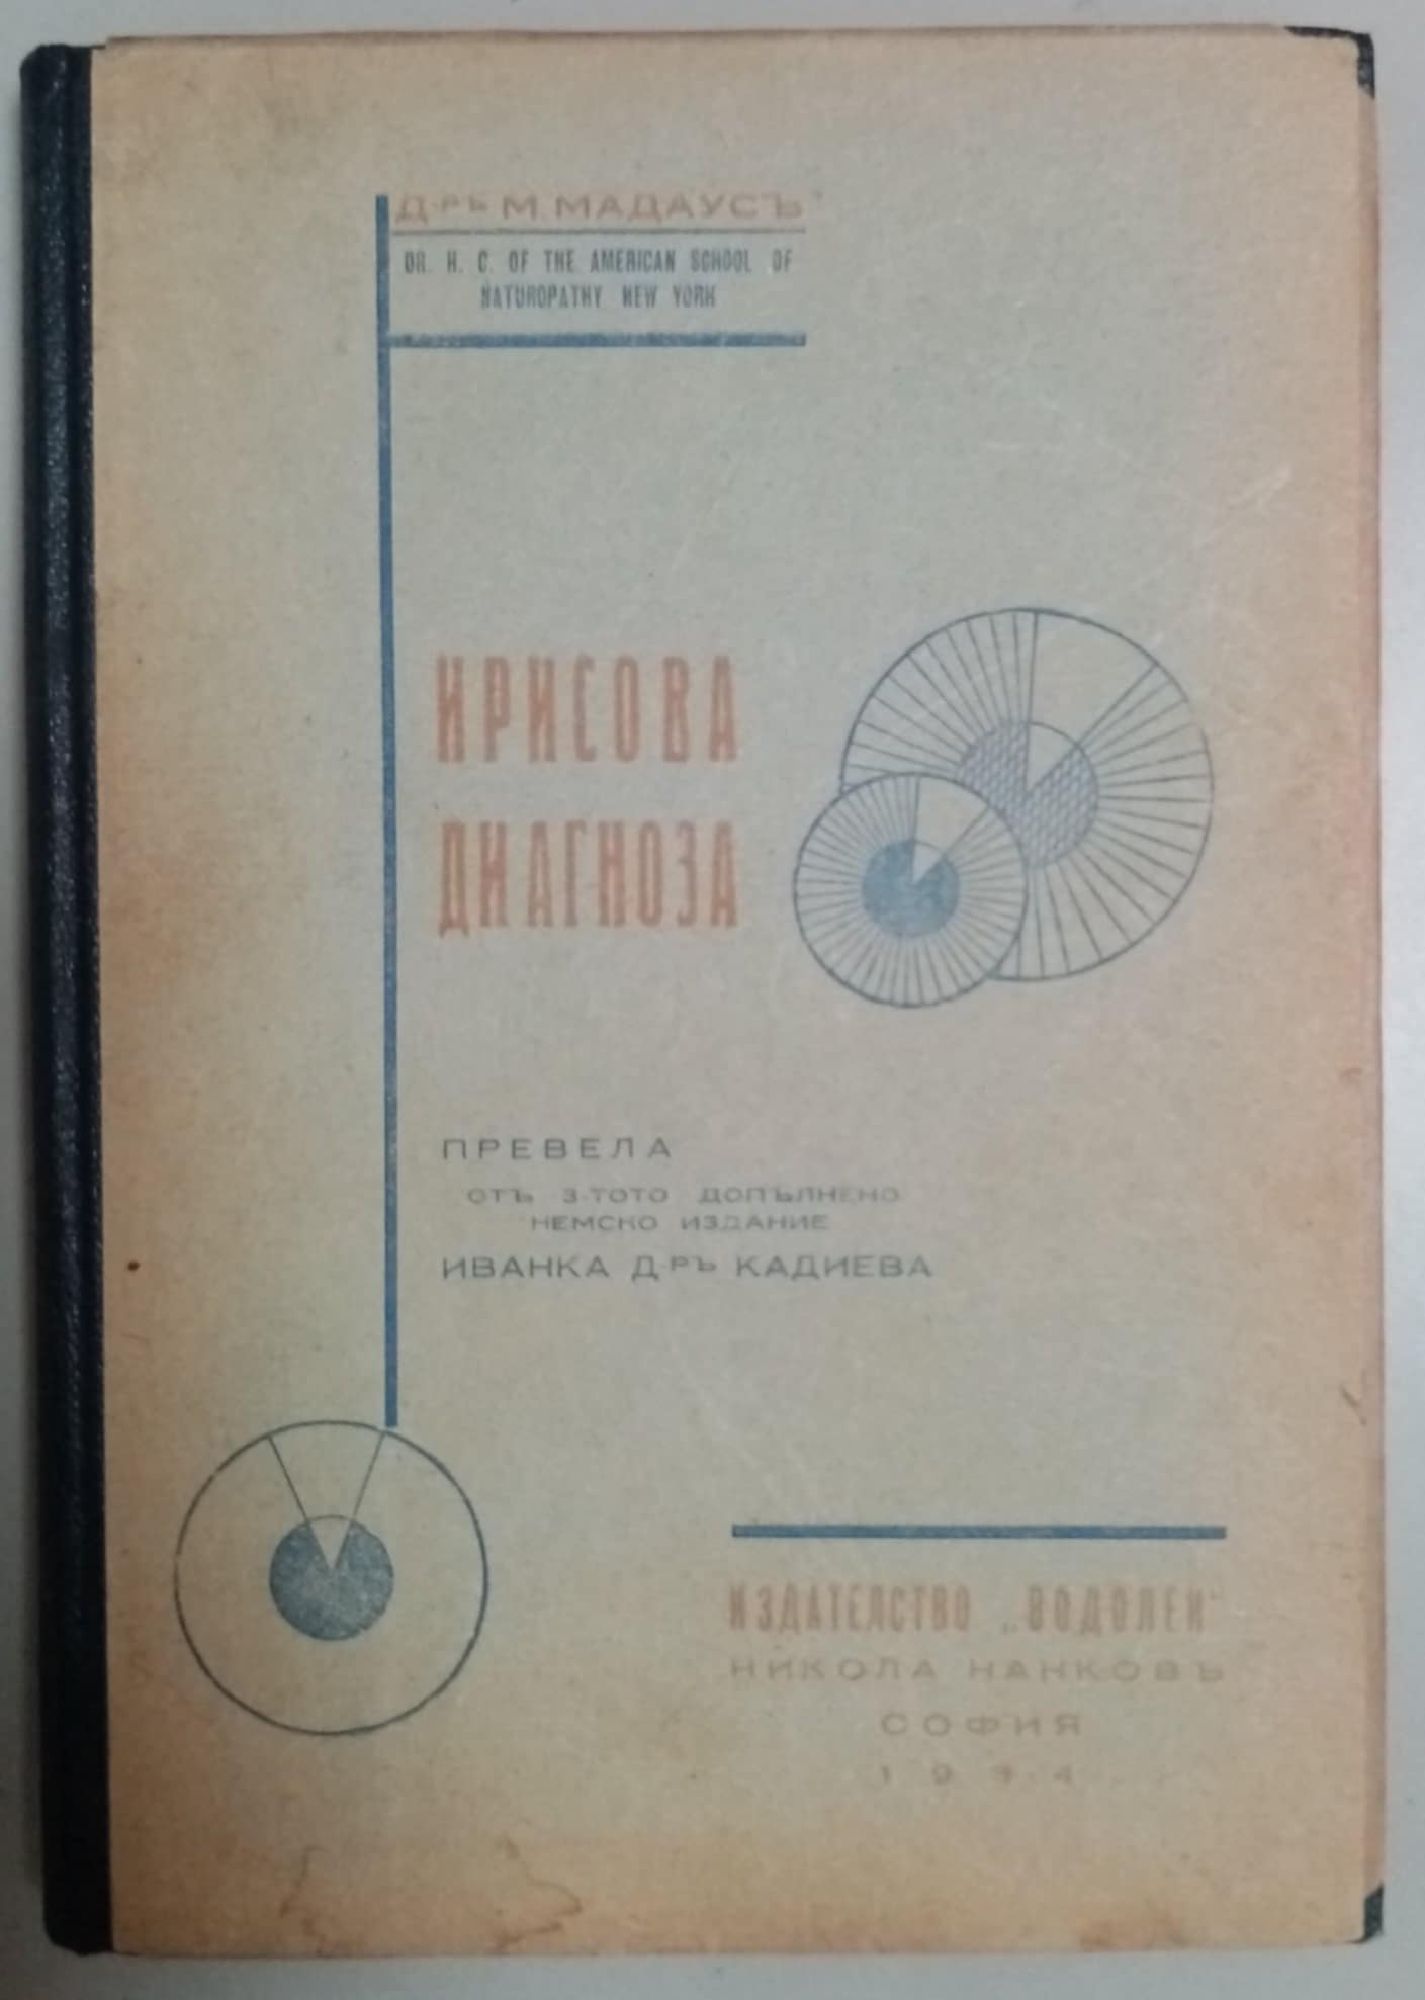 Д-РЪ М. МАДАУСЪ
DR. H. C. OF THE AMERICAN SCHOOL OF
NATUROPATHY NEW YORK
ИРИСОВА
ДИАГНОЗА
ПРЕВЕЛА
ОТЪ 3-ТОТО ДОПЪЛНЕНО
НЕМСКО ИЗДАНИЕ
ИВАНКА Д-РЪ КАДИЕВА
ИЗДАТЕЛСТВО „ВОДОЛЕЙ“
НИКОЛА НАНКОВЪ
СОФИЯ